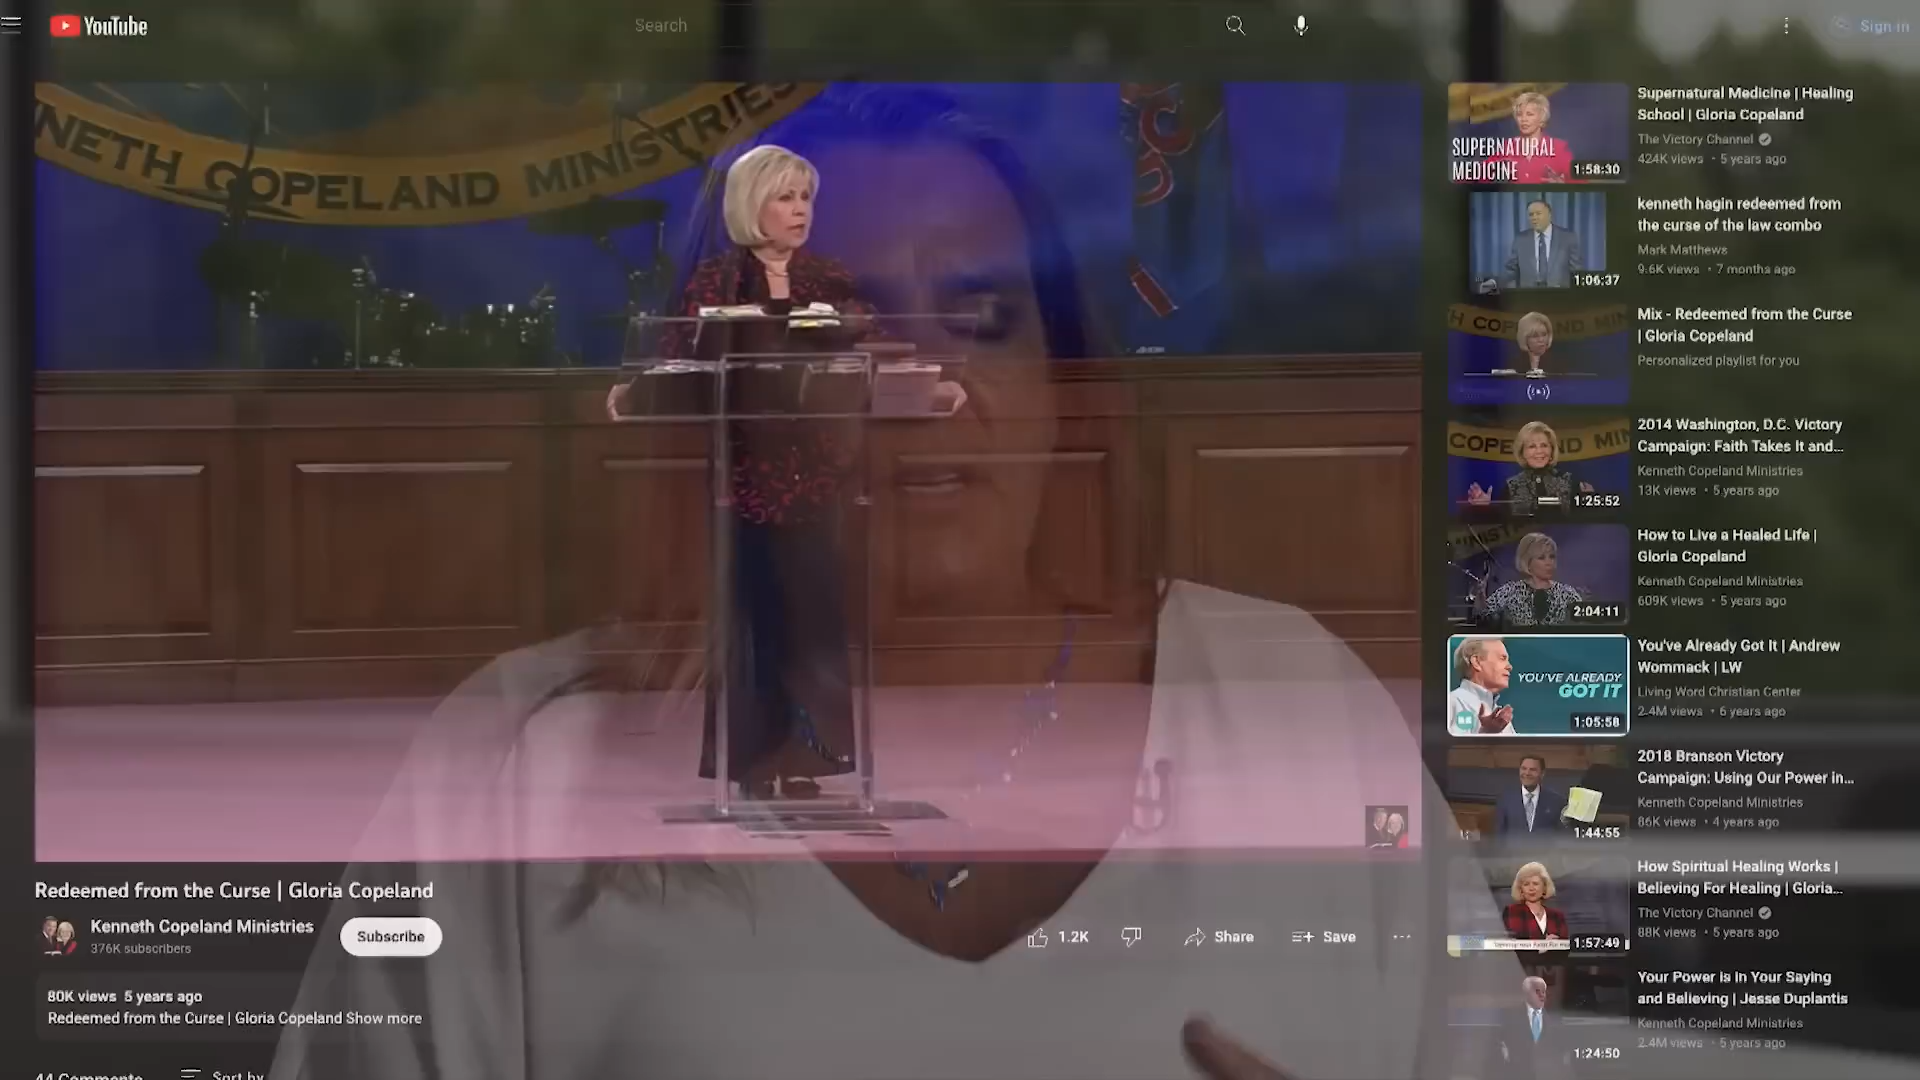 YouTube
Search
Sign in
NETH COPELAND MINISTRIES
Redeemed from the Curse | Gloria Copeland
Kenneth Copeland Ministries
376K subscribers
Subscribe
1.2K
Share
Save
80K views 5 years ago
Redeemed from the Curse | Gloria Copeland Show more
44 Comments
Sort by
SUPERNATURAL
MEDICINE
1:58:30
Supernatural Medicine | Healing
School | Gloria Copeland
The Victory Channel
424K views • 5 years ago
1:06:37
kenneth hagin redeemed from
the curse of the law combo
Mark Matthews
9.6K views • 7 months ago
H COP ND MIN
Mix - Redeemed from the Curse
| Gloria Copeland
Personalized playlist for you
COPE ND MIN
1:25:52
2014 Washington, D.C. Victory
Campaign: Faith Takes It and...
Kenneth Copeland Ministries
13K views • 5 years ago
2:04:11
How to Live a Healed Life |
Gloria Copeland
Kenneth Copeland Ministries
609K views • 5 years ago
YOU'VE ALREADY
GOT IT
1:05:58
You've Already Got It | Andrew
Wommack | LW
Living Word Christian Center
2.4M views • 6 years ago
1:44:55
2018 Branson Victory
Campaign: Using Our Power in...
Kenneth Copeland Ministries
86K views • 4 years ago
1:57:49
How Spiritual Healing Works |
Believing For Healing | Gloria...
The Victory Channel
88K views • 5 years ago
1:24:50
Your Power is in Your Saying
and Believing | Jesse Duplantis
Kenneth Copeland Ministries
2.4M views • 5 years ago